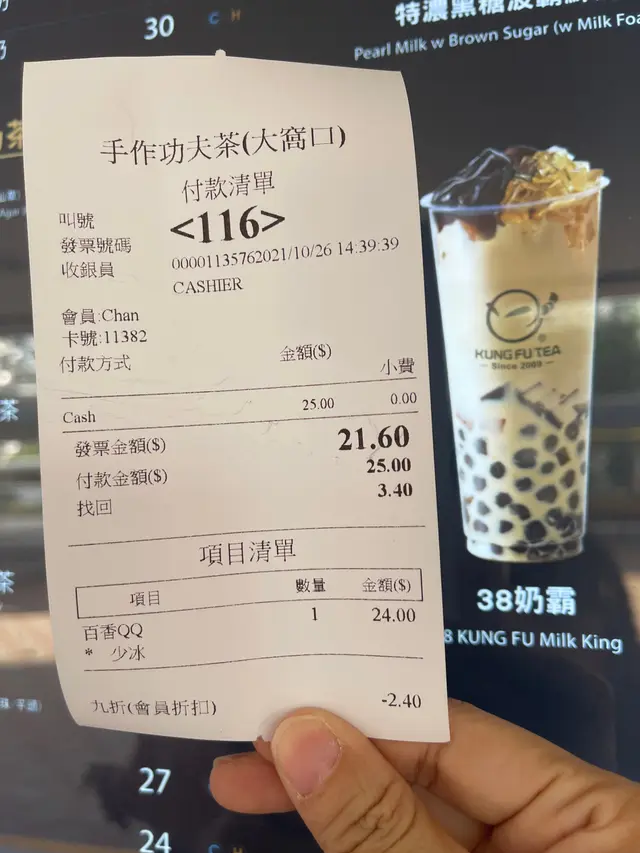 30
C H
特濃黑糖波霸鮮
Pearl Milk w Brown Sugar (w Milk Foa
手作功夫茶(大窩口)
付款清單
叫號 <116>
發票號碼 00001135762021/10/26 14:39:39
收銀員 CASHIER
會員:Chan
卡號:11382
付款方式 金額($) 小費
Cash 25.00 0.00
發票金額($) 21.60
付款金額($) 25.00
找回 3.40
項目清單
項目 數量 金額($)
百香QQ 1 24.00
* 少冰
九折(會員折扣) -2.40
KUNG FU TEA
Since 2009
38奶霸
8 KUNG FU Milk King
茶
茶
27
24
C H